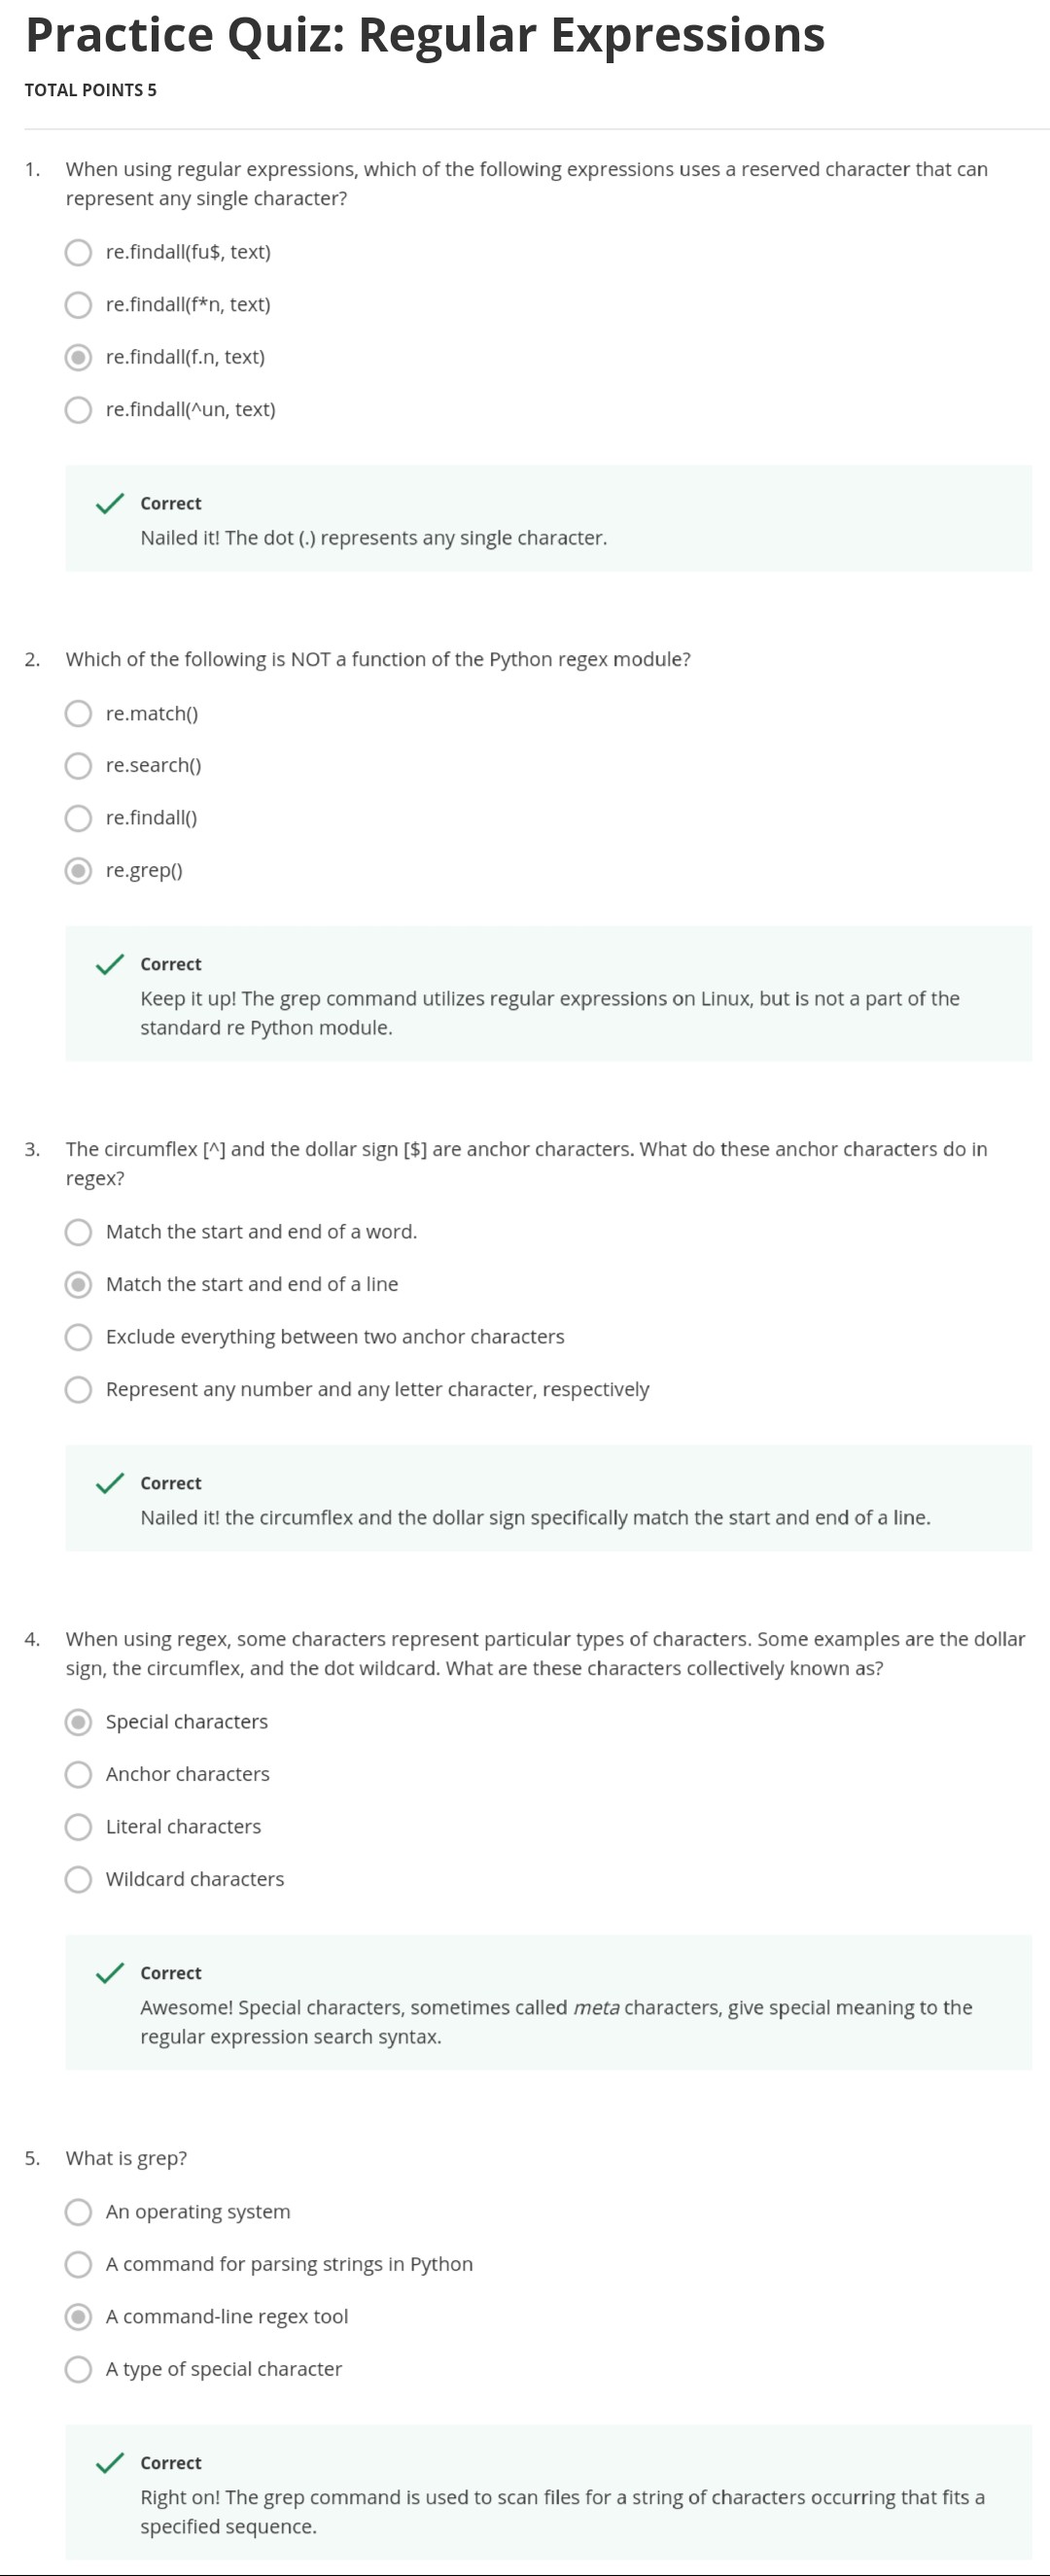 Practice Quiz: Regular Expressions
TOTAL POINTS 5
1. When using regular expressions, which of the following expressions uses a reserved character that can
represent any single character?
re.findall(fu$, text)
re.findall(f*n, text)
re.findall(f.n, text)
re.findall(^un, text)
Correct
Nailed it! The dot (.) represents any single character.
2. Which of the following is NOT a function of the Python regex module?
re.match()
re.search()
re.findall()
re.grep()
Correct
Keep it up! The grep command utilizes regular expressions on Linux, but is not a part of the
standard re Python module.
3. The circumflex [^] and the dollar sign [$] are anchor characters. What do these anchor characters do in
regex?
Match the start and end of a word.
Match the start and end of a line
Exclude everything between two anchor characters
Represent any number and any letter character, respectively
Correct
Nailed it! the circumflex and the dollar sign specifically match the start and end of a line.
4. When using regex, some characters represent particular types of characters. Some examples are the dollar
sign, the circumflex, and the dot wildcard. What are these characters collectively known as?
Special characters
Anchor characters
Literal characters
Wildcard characters
Correct
Awesome! Special characters, sometimes called meta characters, give special meaning to the
regular expression search syntax.
5. What is grep?
An operating system
A command for parsing strings in Python
A command-line regex tool
A type of special character
Correct
Right on! The grep command is used to scan files for a string of characters occurring that fits a
specified sequence.